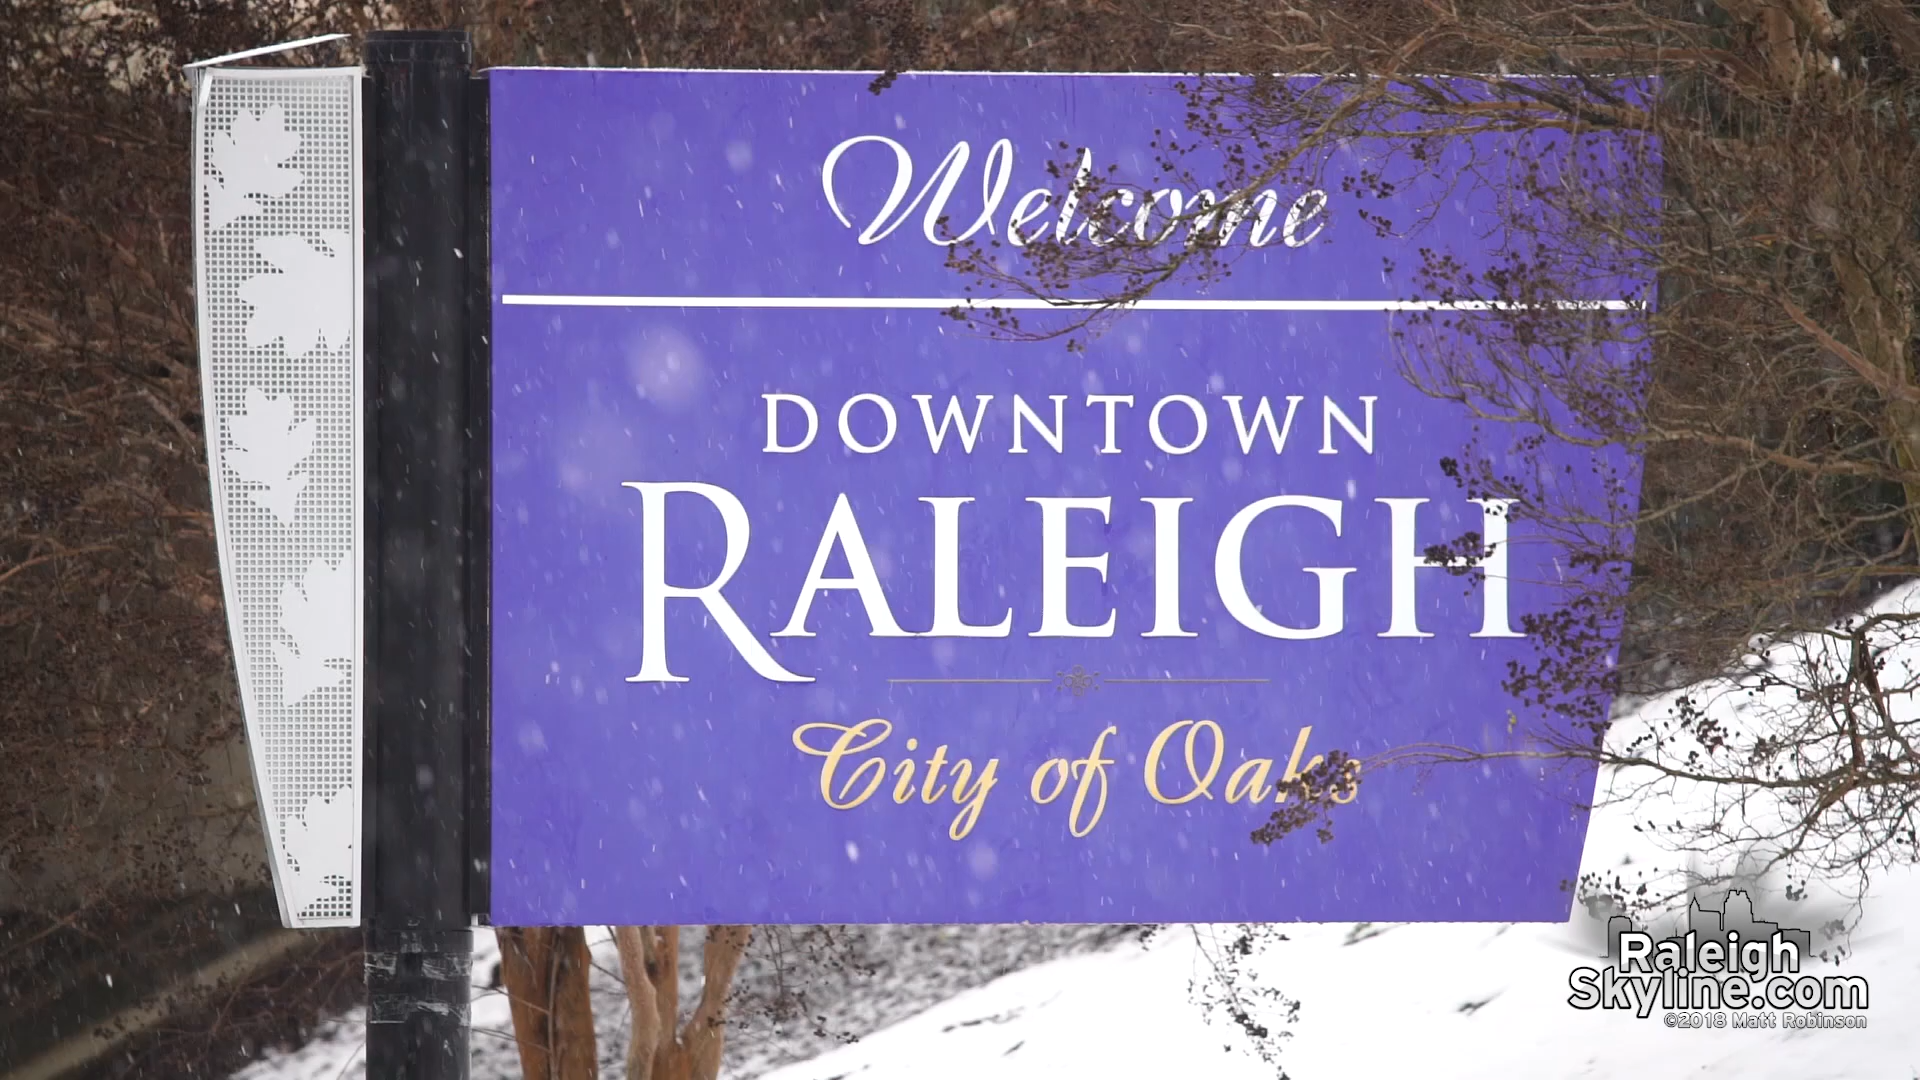 Welcome
DOWNTOWN
RALEIGH
City of Oaks
Raleigh
Skyline.com
©2018 Matt Robinson